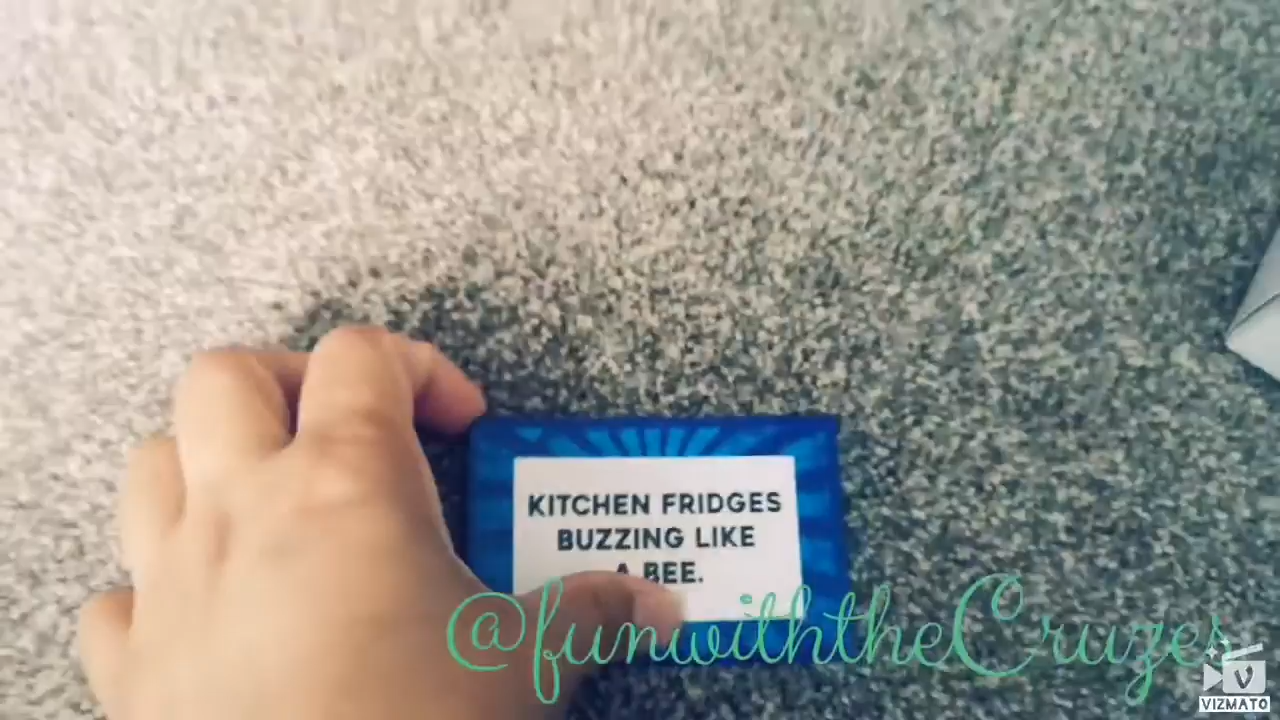 KITCHEN FRIDGES
BUZZING LIKE
A BEE.
@funwiththeCruzes
V
VIZMATO